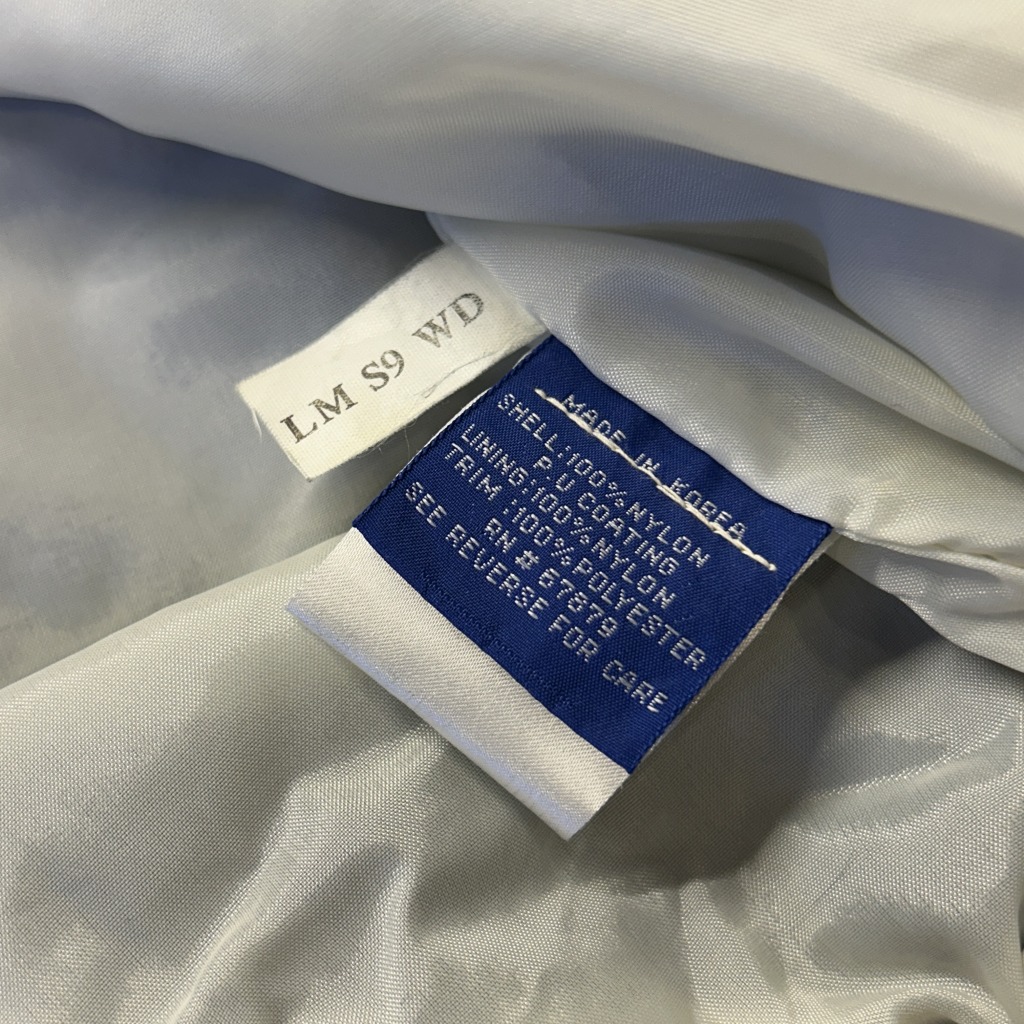 LM S9 WD
MADE IN KOREA
SHELL:100%NYLON
P.U COATING
LINING:100%NYLON
TRIM :100%POLYESTER
RN # 67879
SEE REVERSE FOR CARE